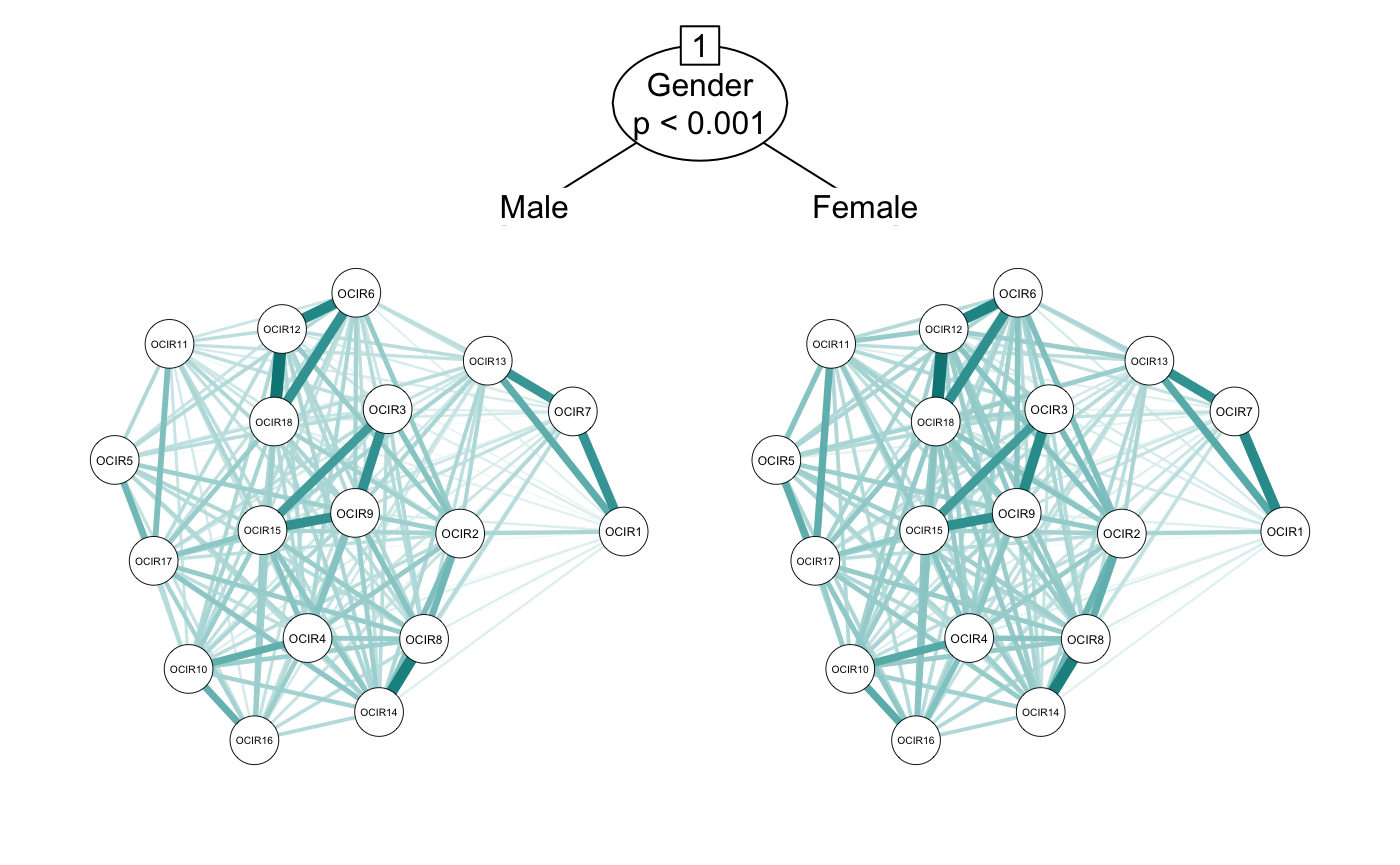 1
Gender
p < 0.001
Male
Female
OCIR6
OCIR12
OCIR11
OCIR13
OCIR3
OCIR7
OCIR18
OCIR5
OCIR9
OCIR15
OCIR2
OCIR1
OCIR17
OCIR4
OCIR8
OCIR10
OCIR14
OCIR16
OCIR6
OCIR12
OCIR11
OCIR13
OCIR3
OCIR7
OCIR18
OCIR5
OCIR9
OCIR15
OCIR2
OCIR1
OCIR17
OCIR4
OCIR8
OCIR10
OCIR14
OCIR16